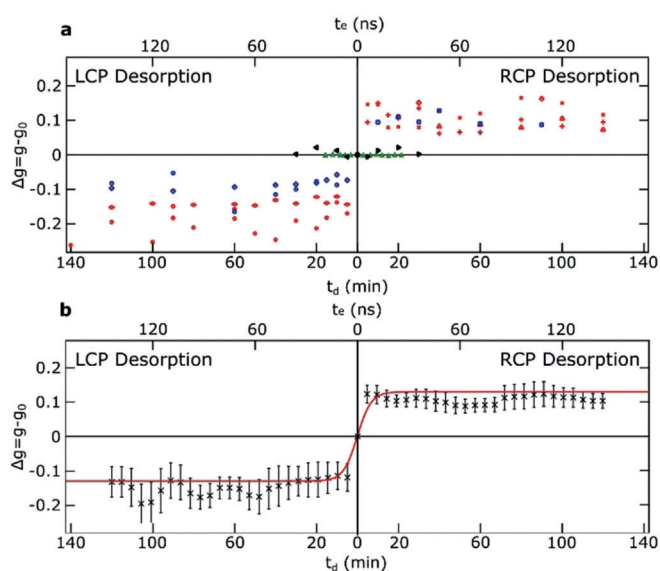 a
t_e (ns)
120 60 0 60 120
LCP Desorption RCP Desorption
0.2
0.1
0
-0.1
-0.2
Δg=g-g₀
140 100 60 20 0 20 60 100 140
t_d (min)
b
t_e (ns)
120 60 0 60 120
LCP Desorption RCP Desorption
0.2
0.1
0
-0.1
-0.2
Δg=g-g₀
140 100 60 20 0 20 60 100 140
t_d (min)